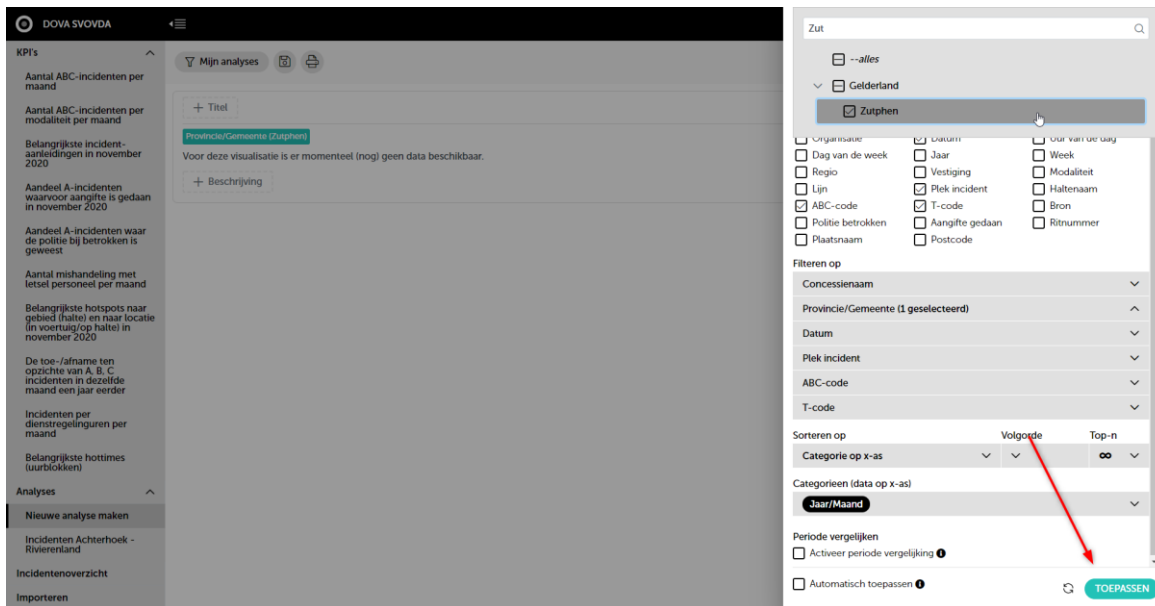 DOVA SVOVDA
KPI's
Aantal ABC-incidenten per
maand
Aantal ABC-incidenten per
modaliteit per maand
Belangrijkste incident-
aanleidingen in november
2020
Aandeel A-incidenten
waarvoor aangifte is gedaan
in november 2020
Aandeel A-incidenten waar
de politie bij betrokken is
geweest
Aantal mishandeling met
letsel personeel per maand
Belangrijkste hotspots naar
gebied (halte) en naar locatie
(in voertuig/op halte) in
november 2020
De toe-/afname ten
opzichte van A, B, C
incidenten in dezelfde
maand een jaar eerder
Incidenten per
dienstregelinguren per
maand
Belangrijkste hottimes
(uurblokken)
Analyses
Nieuwe analyse maken
Incidenten Achterhoek -
Rivierenland
Incidentenoverzicht
Importeren
Mijn analyses
+ Titel
Provincie/Gemeente (Zutphen)
Voor deze visualisatie is er momenteel (nog) geen data beschikbaar.
+ Beschrijving
Zut
--alles
Gelderland
Zutphen
Organisatie Datum Uur van de dag
Dag van de week Jaar Week
Regio Vestiging Modaliteit
Lijn Plek incident Haltenaam
ABC-code T-code Bron
Politie betrokken Aangifte gedaan Ritnummer
Plaatsnaam Postcode
Filteren op
Concessienaam
Provincie/Gemeente (1 geselecteerd)
Datum
Plek incident
ABC-code
T-code
Sorteren op Volgorde Top-n
Categorie op x-as ∞
Categorieen (data op x-as)
Jaar/Maand
Periode vergelijken
Activeer periode vergelijking
Automatisch toepassen
TOEPASSEN